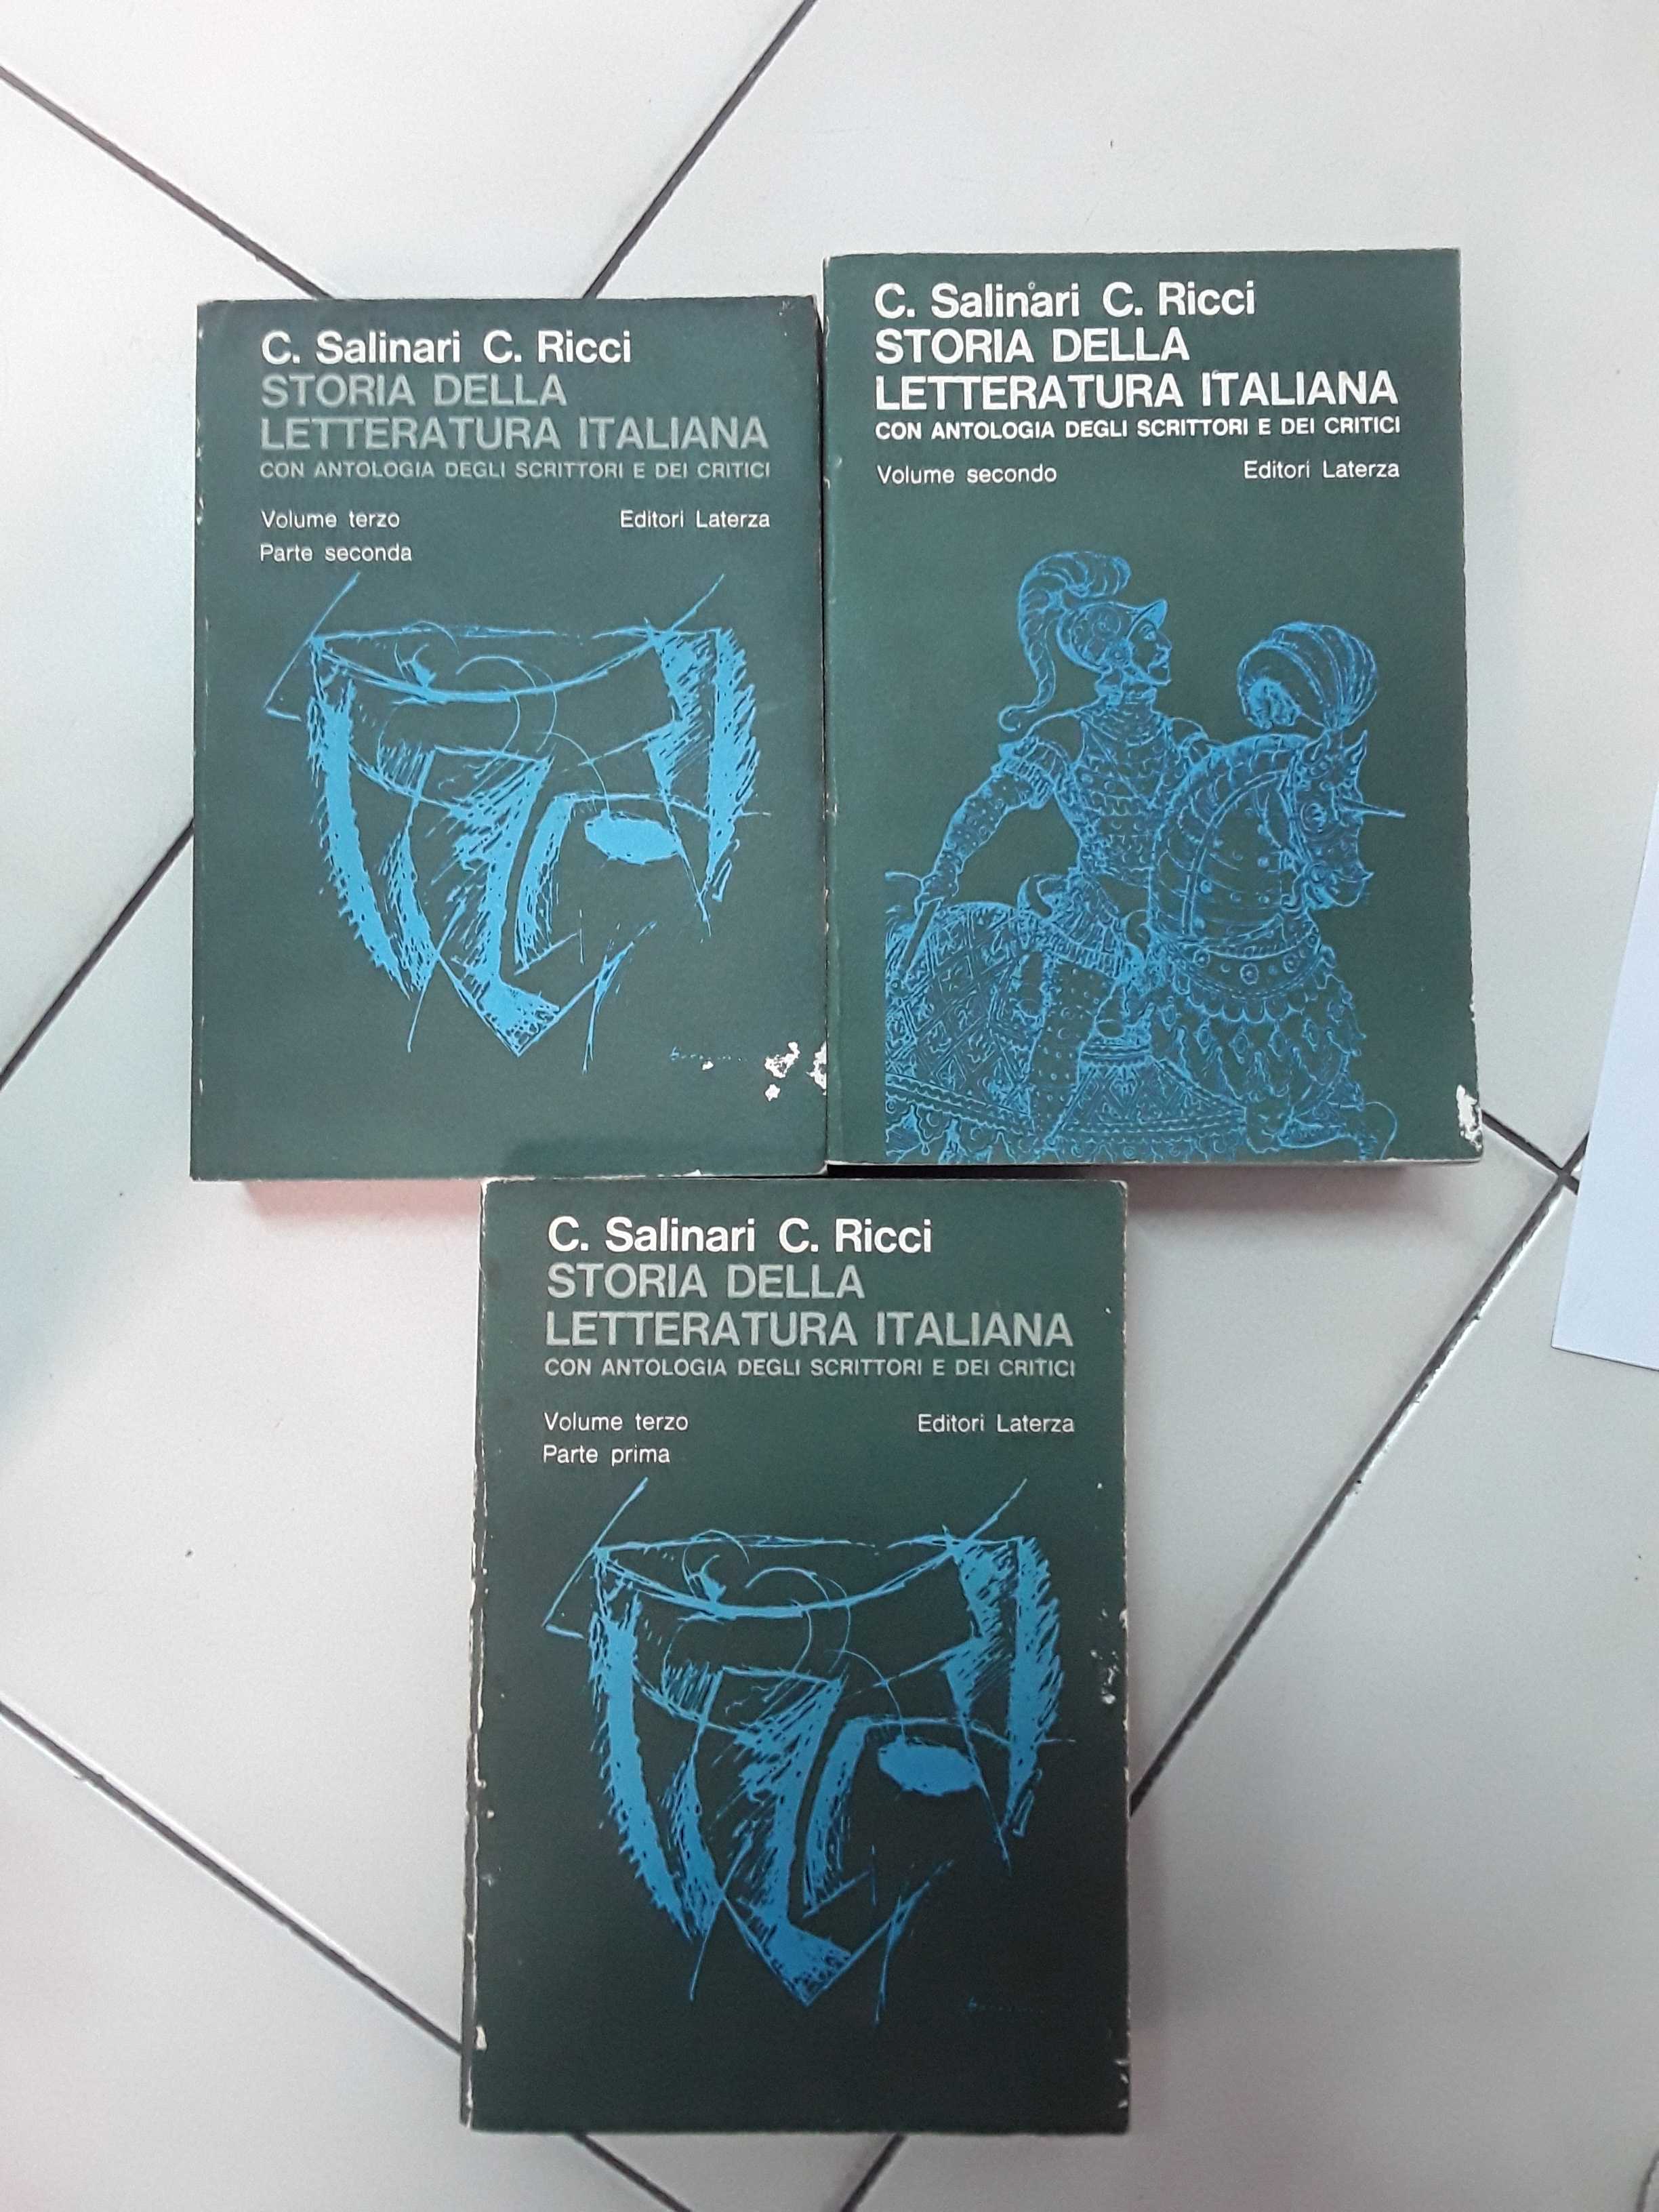 C. Salinari C. Ricci
STORIA DELLA
LETTERATURA ITALIANA
CON ANTOLOGIA DEGLI SCRITTORI E DEI CRITICI
Volume terzo Editori Laterza
Parte seconda
C. Salinari C. Ricci
STORIA DELLA
LETTERATURA ITALIANA
CON ANTOLOGIA DEGLI SCRITTORI E DEI CRITICI
Volume secondo Editori Laterza
C. Salinari C. Ricci
STORIA DELLA
LETTERATURA ITALIANA
CON ANTOLOGIA DEGLI SCRITTORI E DEI CRITICI
Volume terzo Editori Laterza
Parte prima